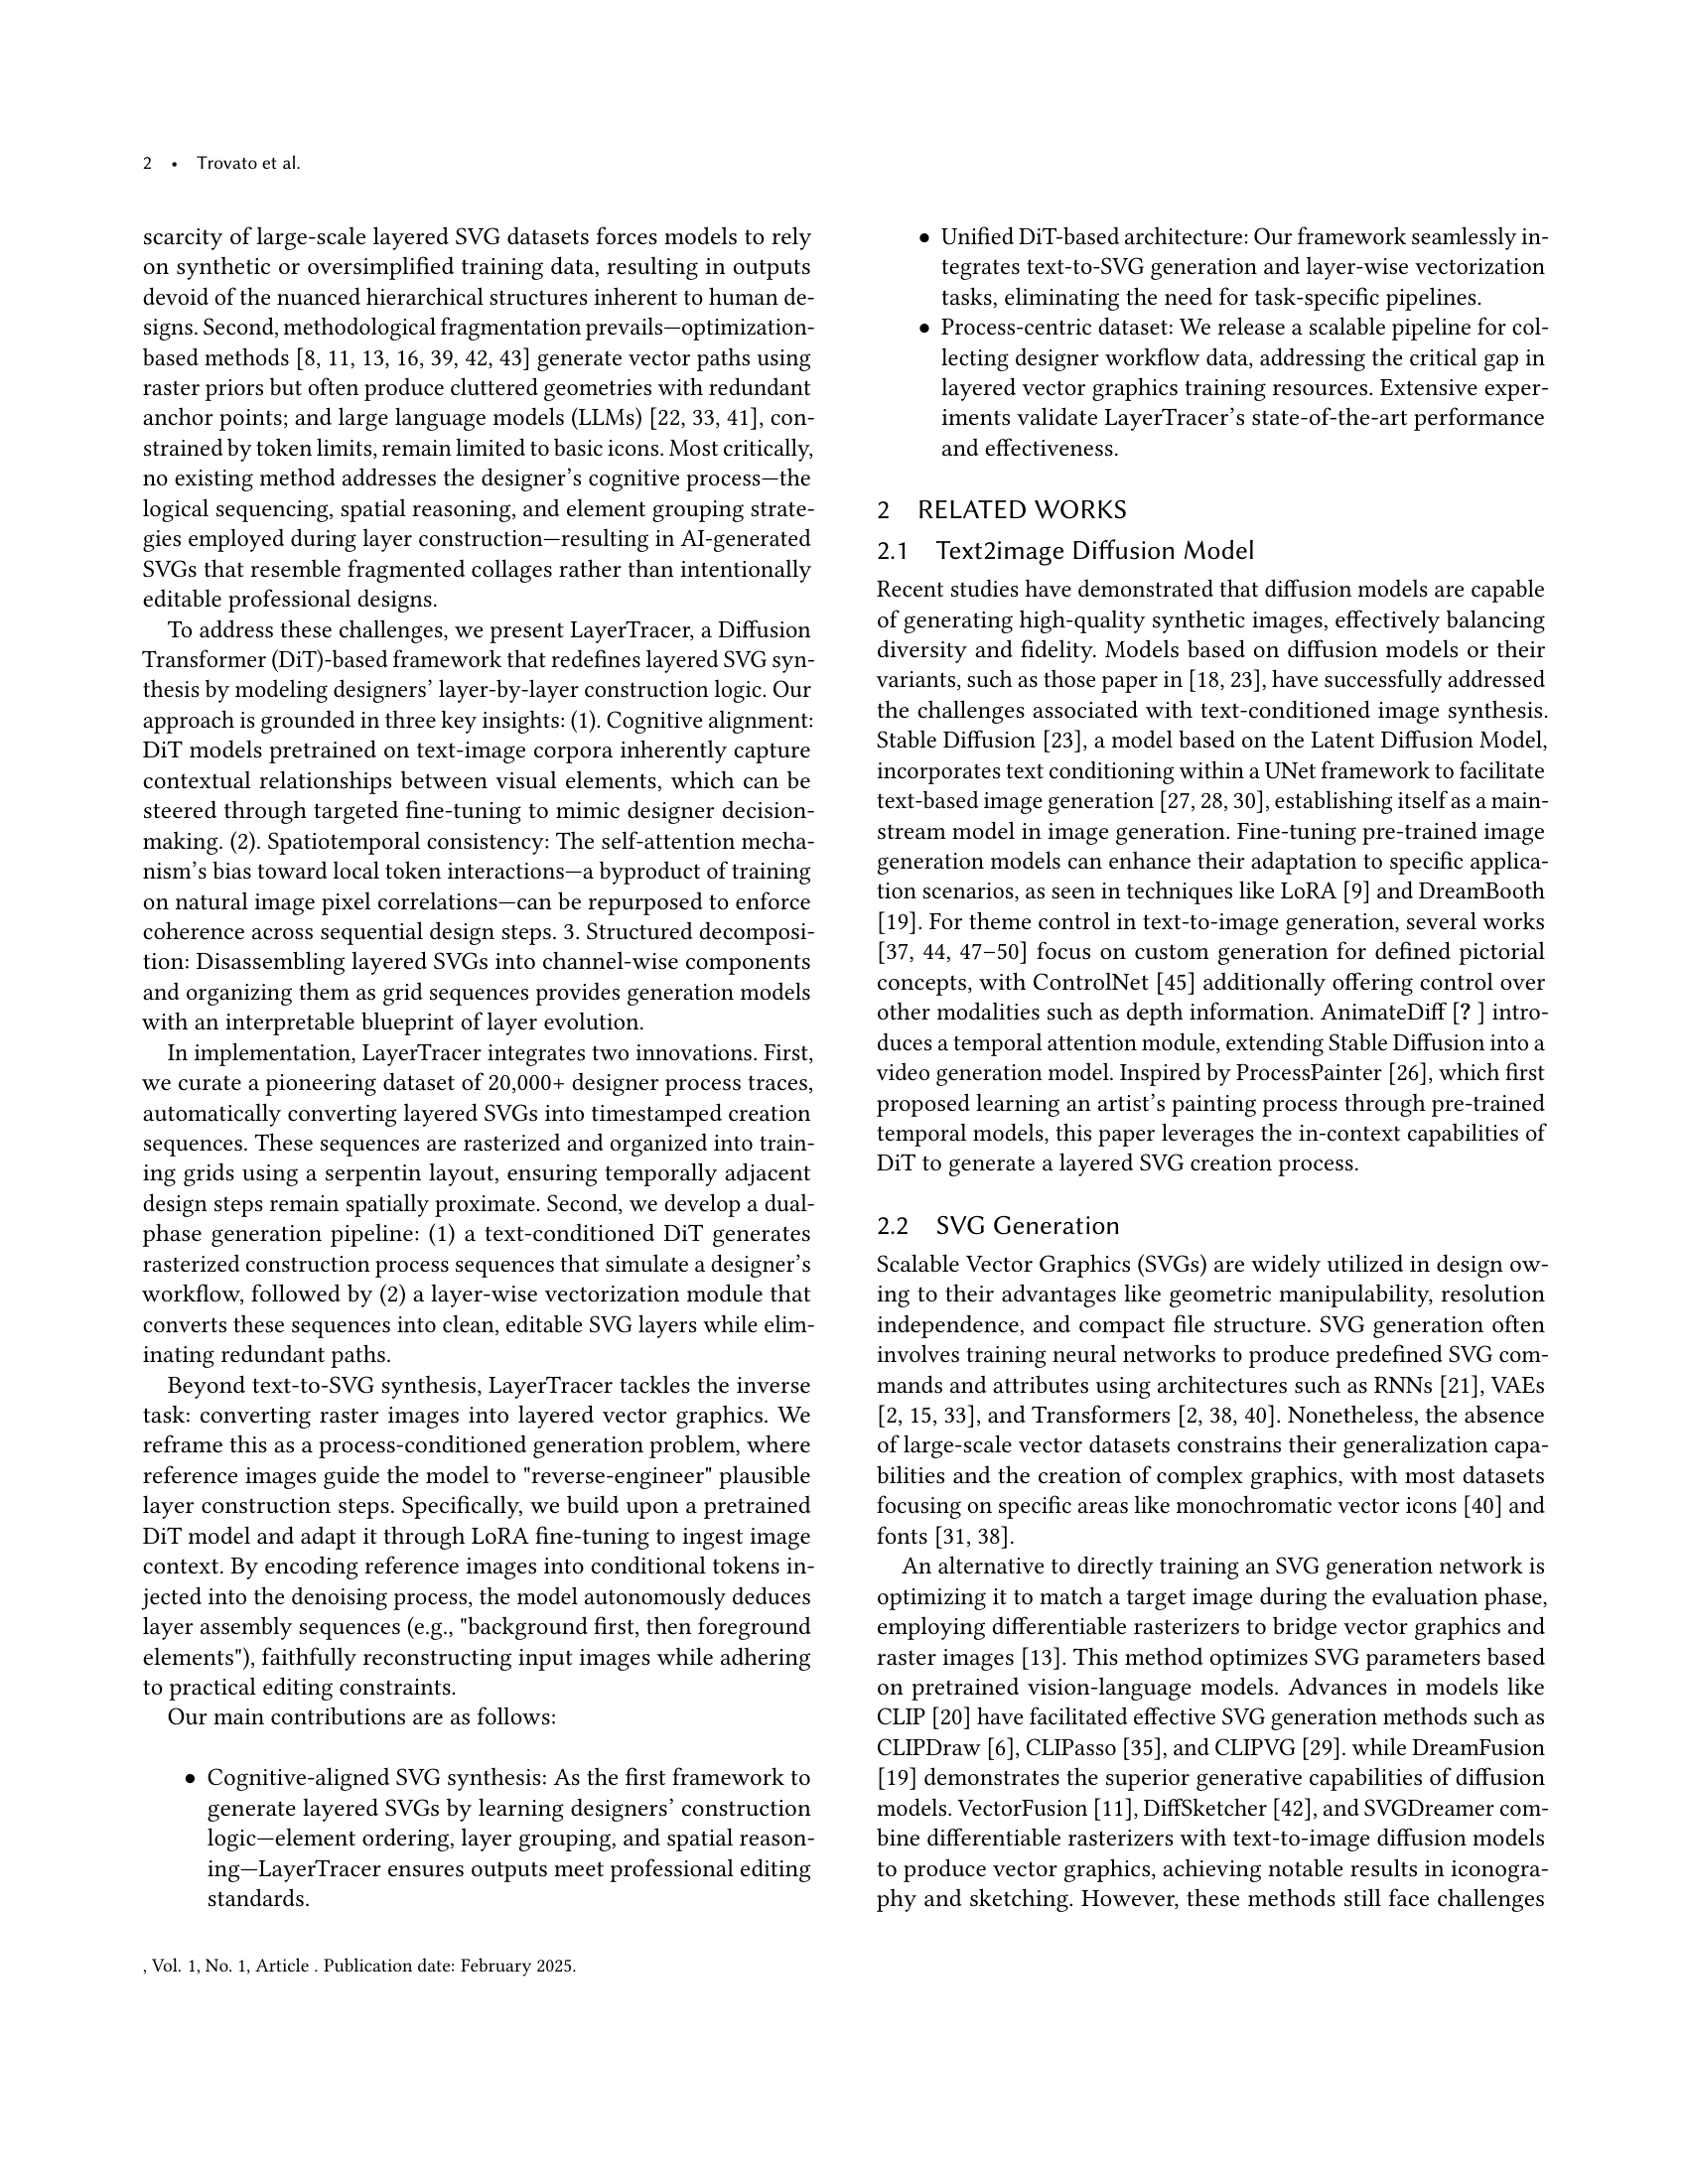 2 • Trovato et al.
scarcity of large-scale layered SVG datasets forces models to rely
on synthetic or oversimplified training data, resulting in outputs
devoid of the nuanced hierarchical structures inherent to human de-
signs. Second, methodological fragmentation prevails—optimization-
based methods [8, 11, 13, 16, 39, 42, 43] generate vector paths using
raster priors but often produce cluttered geometries with redundant
anchor points; and large language models (LLMs) [22, 33, 41], con-
strained by token limits, remain limited to basic icons. Most critically,
no existing method addresses the designer's cognitive process—the
logical sequencing, spatial reasoning, and element grouping strate-
gies employed during layer construction—resulting in AI-generated
SVGs that resemble fragmented collages rather than intentionally
editable professional designs.
To address these challenges, we present LayerTracer, a Diffusion
Transformer (DiT)-based framework that redefines layered SVG syn-
thesis by modeling designers' layer-by-layer construction logic. Our
approach is grounded in three key insights: (1). Cognitive alignment:
DiT models pretrained on text-image corpora inherently capture
contextual relationships between visual elements, which can be
steered through targeted fine-tuning to mimic designer decision-
making. (2). Spatiotemporal consistency: The self-attention mecha-
nism's bias toward local token interactions—a byproduct of training
on natural image pixel correlations—can be repurposed to enforce
coherence across sequential design steps. 3. Structured decomposi-
tion: Disassembling layered SVGs into channel-wise components
and organizing them as grid sequences provides generation models
with an interpretable blueprint of layer evolution.
In implementation, LayerTracer integrates two innovations. First,
we curate a pioneering dataset of 20,000+ designer process traces,
automatically converting layered SVGs into timestamped creation
sequences. These sequences are rasterized and organized into train-
ing grids using a serpentin layout, ensuring temporally adjacent
design steps remain spatially proximate. Second, we develop a dual-
phase generation pipeline: (1) a text-conditioned DiT generates
rasterized construction process sequences that simulate a designer's
workflow, followed by (2) a layer-wise vectorization module that
converts these sequences into clean, editable SVG layers while elim-
inating redundant paths.
Beyond text-to-SVG synthesis, LayerTracer tackles the inverse
task: converting raster images into layered vector graphics. We
reframe this as a process-conditioned generation problem, where
reference images guide the model to "reverse-engineer" plausible
layer construction steps. Specifically, we build upon a pretrained
DiT model and adapt it through LoRA fine-tuning to ingest image
context. By encoding reference images into conditional tokens in-
jected into the denoising process, the model autonomously deduces
layer assembly sequences (e.g., "background first, then foreground
elements"), faithfully reconstructing input images while adhering
to practical editing constraints.
Our main contributions are as follows:
• Cognitive-aligned SVG synthesis: As the first framework to
generate layered SVGs by learning designers' construction
logic—element ordering, layer grouping, and spatial reason-
ing—LayerTracer ensures outputs meet professional editing
standards.
• Unified DiT-based architecture: Our framework seamlessly in-
tegrates text-to-SVG generation and layer-wise vectorization
tasks, eliminating the need for task-specific pipelines.
• Process-centric dataset: We release a scalable pipeline for col-
lecting designer workflow data, addressing the critical gap in
layered vector graphics training resources. Extensive exper-
iments validate LayerTracer's state-of-the-art performance
and effectiveness.
2 RELATED WORKS
2.1 Text2image Diffusion Model
Recent studies have demonstrated that diffusion models are capable
of generating high-quality synthetic images, effectively balancing
diversity and fidelity. Models based on diffusion models or their
variants, such as those paper in [18, 23], have successfully addressed
the challenges associated with text-conditioned image synthesis.
Stable Diffusion [23], a model based on the Latent Diffusion Model,
incorporates text conditioning within a UNet framework to facilitate
text-based image generation [27, 28, 30], establishing itself as a main-
stream model in image generation. Fine-tuning pre-trained image
generation models can enhance their adaptation to specific applica-
tion scenarios, as seen in techniques like LoRA [9] and DreamBooth
[19]. For theme control in text-to-image generation, several works
[37, 44, 47–50] focus on custom generation for defined pictorial
concepts, with ControlNet [45] additionally offering control over
other modalities such as depth information. AnimateDiff [? ] intro-
duces a temporal attention module, extending Stable Diffusion into a
video generation model. Inspired by ProcessPainter [26], which first
proposed learning an artist's painting process through pre-trained
temporal models, this paper leverages the in-context capabilities of
DiT to generate a layered SVG creation process.
2.2 SVG Generation
Scalable Vector Graphics (SVGs) are widely utilized in design ow-
ing to their advantages like geometric manipulability, resolution
independence, and compact file structure. SVG generation often
involves training neural networks to produce predefined SVG com-
mands and attributes using architectures such as RNNs [21], VAEs
[2, 15, 33], and Transformers [2, 38, 40]. Nonetheless, the absence
of large-scale vector datasets constrains their generalization capa-
bilities and the creation of complex graphics, with most datasets
focusing on specific areas like monochromatic vector icons [40] and
fonts [31, 38].
An alternative to directly training an SVG generation network is
optimizing it to match a target image during the evaluation phase,
employing differentiable rasterizers to bridge vector graphics and
raster images [13]. This method optimizes SVG parameters based
on pretrained vision-language models. Advances in models like
CLIP [20] have facilitated effective SVG generation methods such as
CLIPDraw [6], CLIPasso [35], and CLIPVG [29]. while DreamFusion
[19] demonstrates the superior generative capabilities of diffusion
models. VectorFusion [11], DiffSketcher [42], and SVGDreamer com-
bine differentiable rasterizers with text-to-image diffusion models
to produce vector graphics, achieving notable results in iconogra-
phy and sketching. However, these methods still face challenges
, Vol. 1, No. 1, Article . Publication date: February 2025.